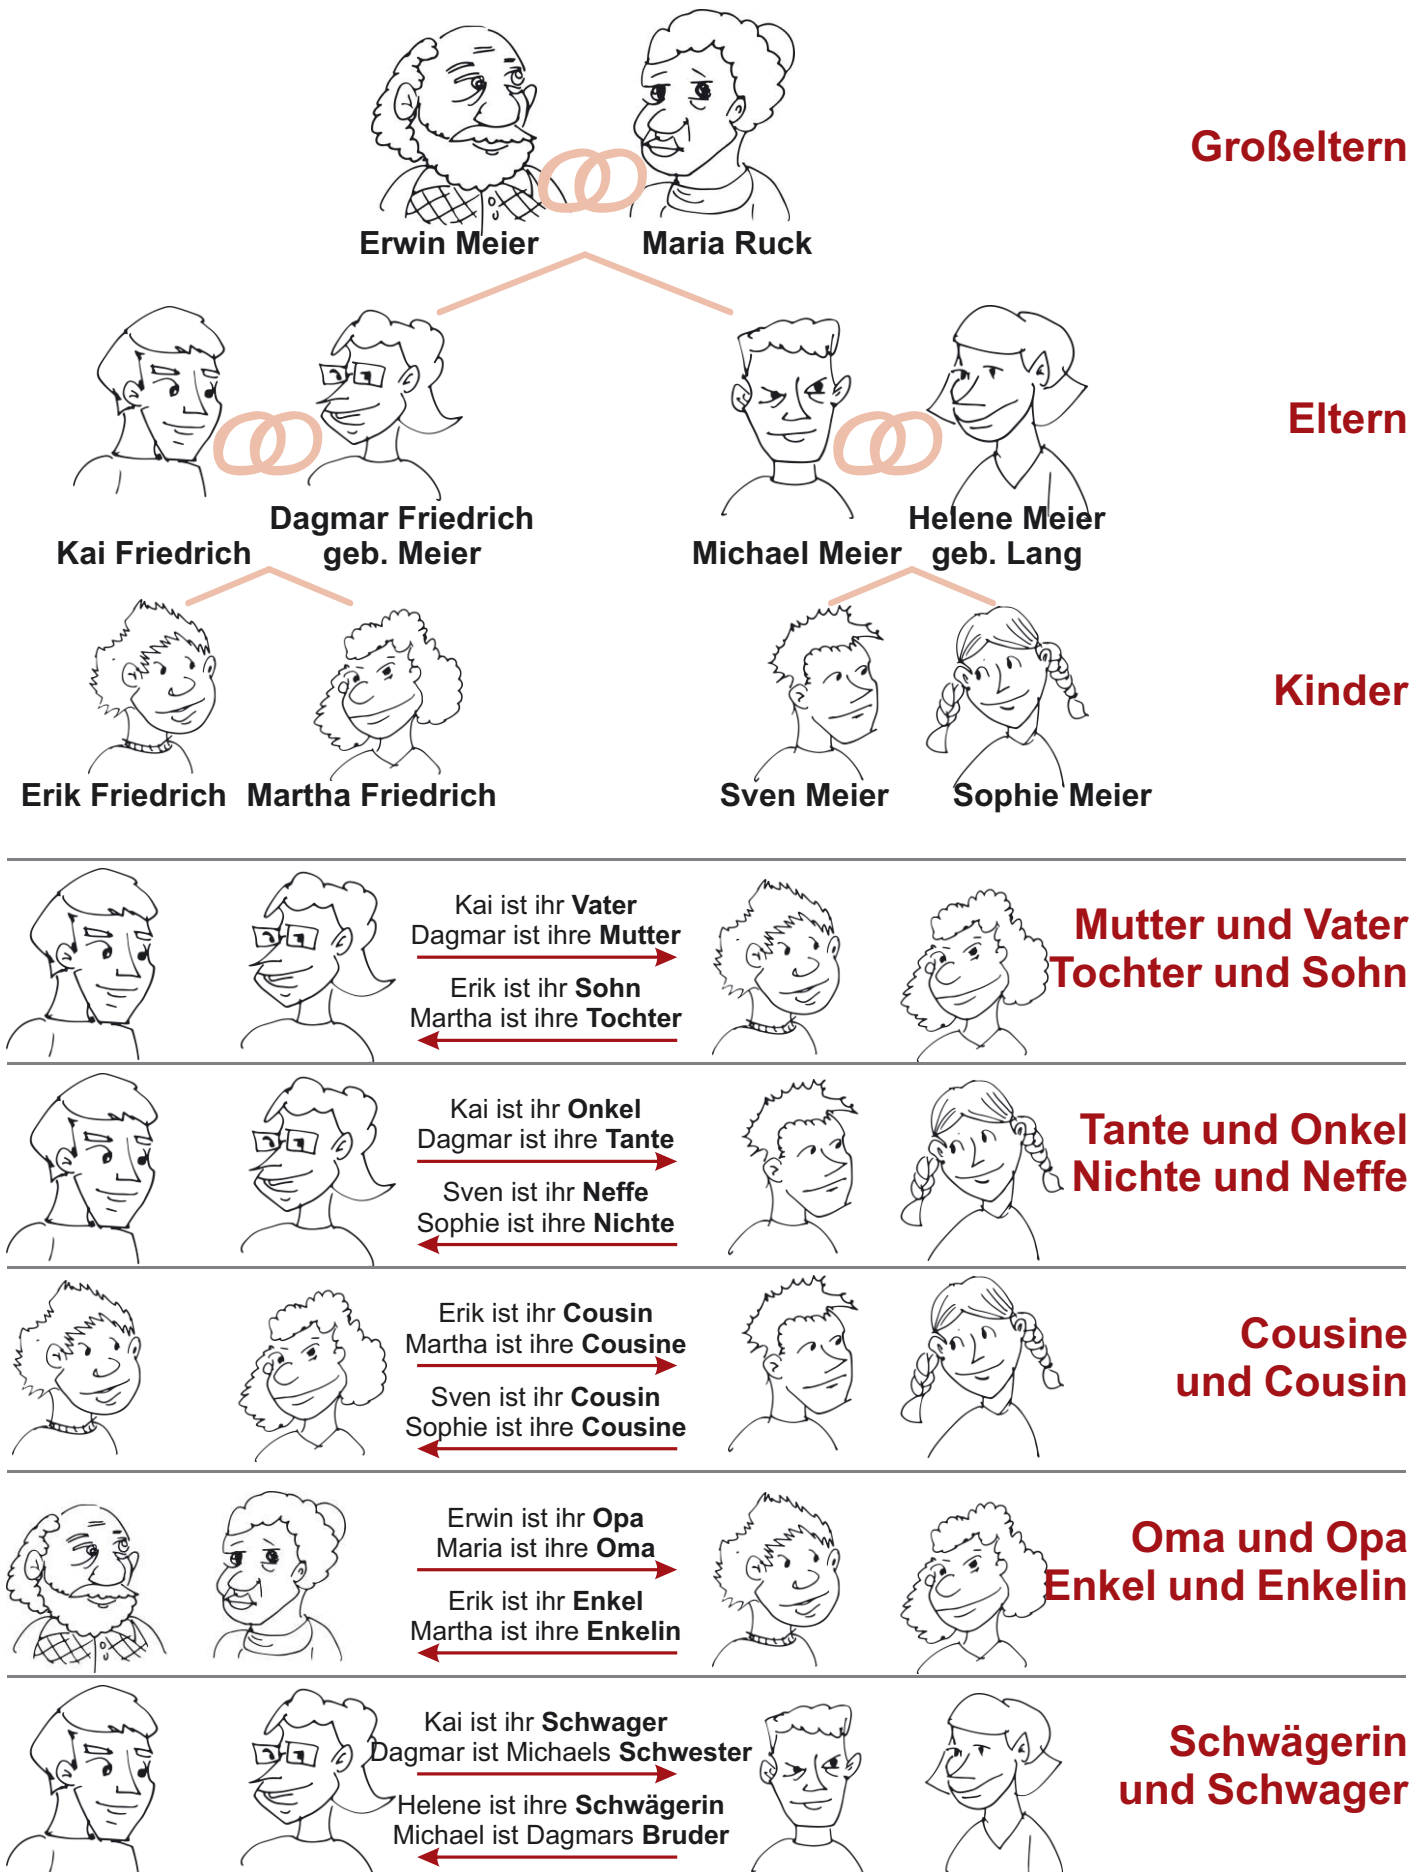 Großeltern
Erwin Meier
Maria Ruck
Eltern
Dagmar Friedrich
Kai Friedrich geb. Meier
Helene Meier
Michael Meier geb. Lang
Kinder
Erik Friedrich
Martha Friedrich
Sven Meier
Sophie Meier
Kai ist ihr Vater
Dagmar ist ihre Mutter
Erik ist ihr Sohn
Martha ist ihre Tochter
Mutter und Vater
Tochter und Sohn
Kai ist ihr Onkel
Dagmar ist ihre Tante
Sven ist ihr Neffe
Sophie ist ihre Nichte
Tante und Onkel
Nichte und Neffe
Erik ist ihr Cousin
Martha ist ihre Cousine
Sven ist ihr Cousin
Sophie ist ihre Cousine
Cousine
und Cousin
Erwin ist ihr Opa
Maria ist ihre Oma
Erik ist ihr Enkel
Martha ist ihre Enkelin
Oma und Opa
Enkel und Enkelin
Kai ist ihr Schwager
Dagmar ist Michaels Schwester
Helene ist ihre Schwägerin
Michael ist Dagmars Bruder
Schwägerin
und Schwager